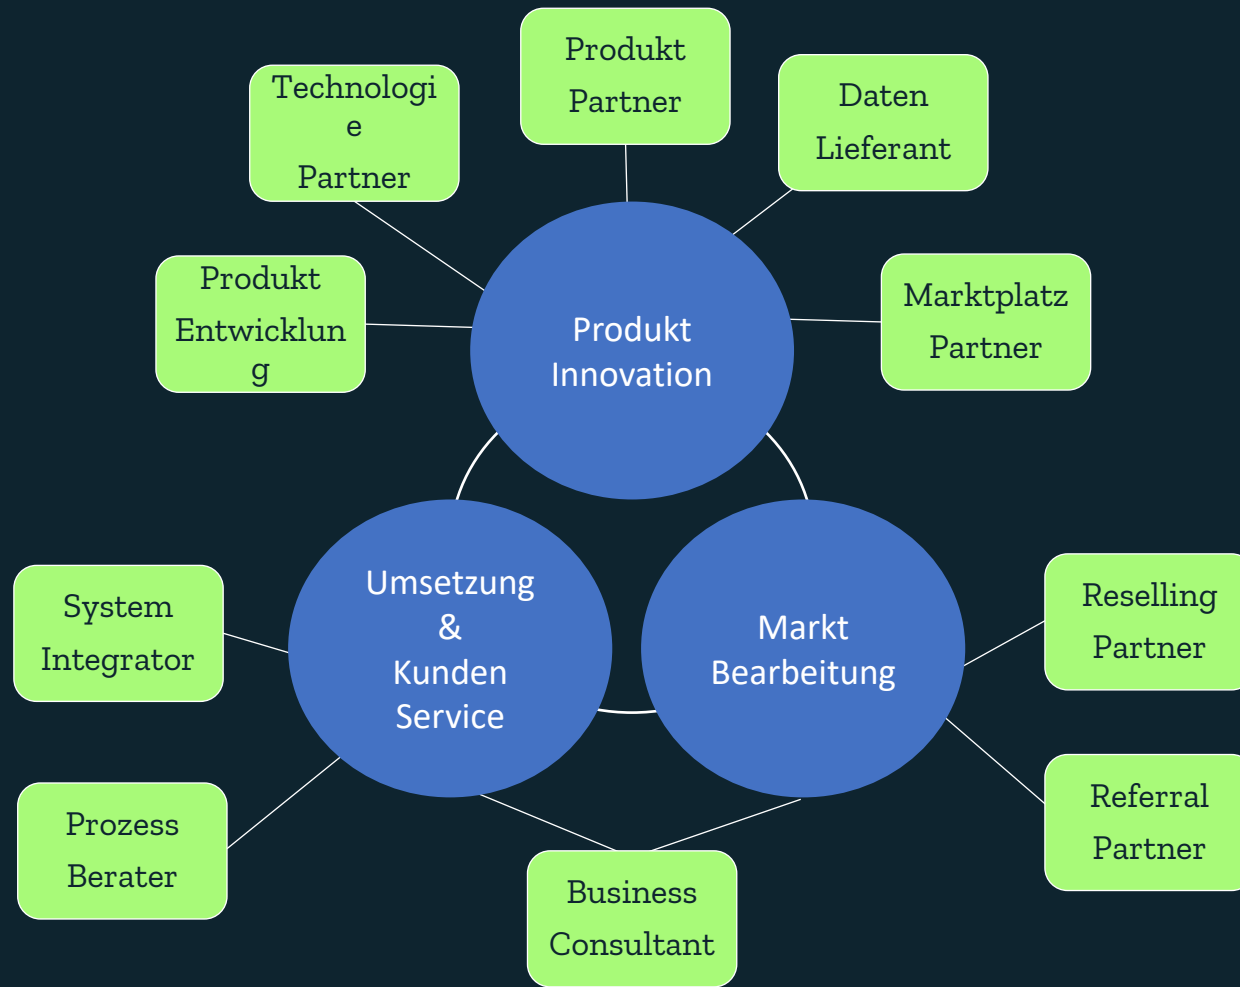 Produkt
Partner
Technologi
e
Partner
Daten
Lieferant
Produkt
Entwicklun
g
Marktplatz
Partner
Produkt
Innovation
Umsetzung
&
Kunden
Service
Markt
Bearbeitung
System
Integrator
Reselling
Partner
Prozess
Berater
Referral
Partner
Business
Consultant